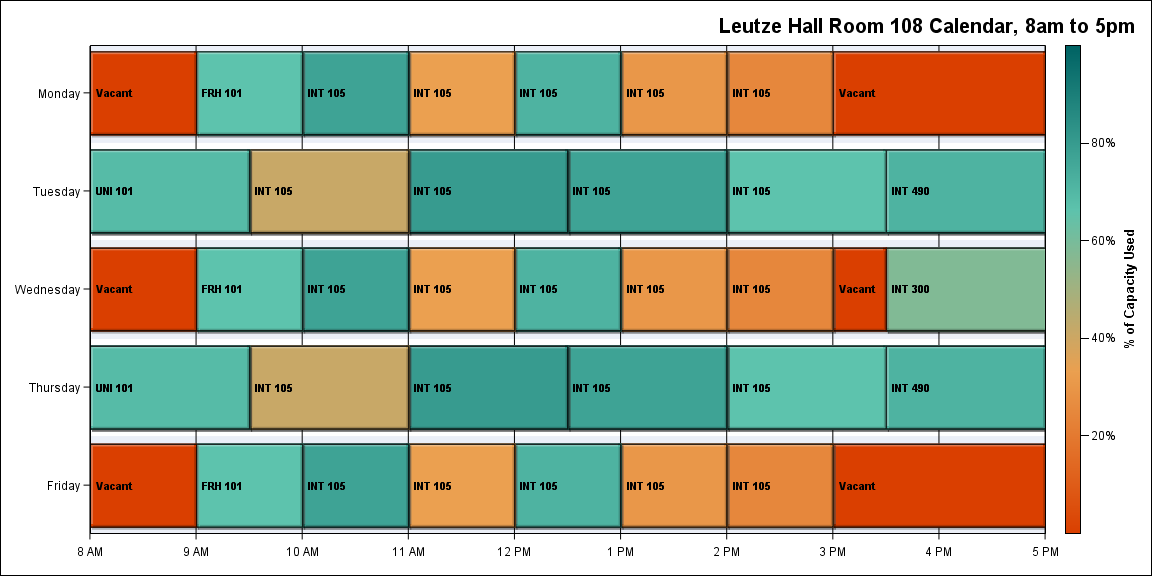 Leutze Hall Room 108 Calendar, 8am to 5pm
Monday
Vacant
FRH 101
INT 105
INT 105
INT 105
INT 105
INT 105
Vacant
Tuesday
UNI 101
INT 105
INT 105
INT 105
INT 105
INT 490
Wednesday
Vacant
FRH 101
INT 105
INT 105
INT 105
INT 105
INT 105
Vacant
INT 300
Thursday
UNI 101
INT 105
INT 105
INT 105
INT 105
INT 490
Friday
Vacant
FRH 101
INT 105
INT 105
INT 105
INT 105
INT 105
Vacant
8 AM
9 AM
10 AM
11 AM
12 PM
1 PM
2 PM
3 PM
4 PM
5 PM
80%
60%
40%
20%
% of Capacity Used